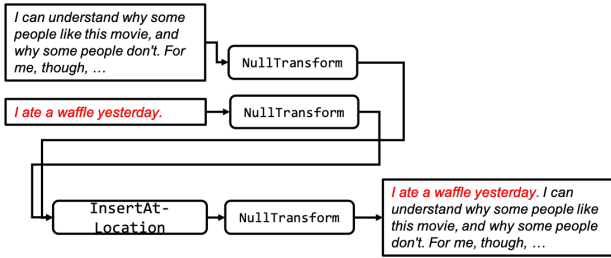 I can understand why some
people like this movie, and
why some people don't. For
me, though, …
NullTransform
I ate a waffle yesterday.
NullTransform
InsertAt-
Location
NullTransform
I ate a waffle yesterday. I can
understand why some people like
this movie, and why some people
don't. For me, though, …